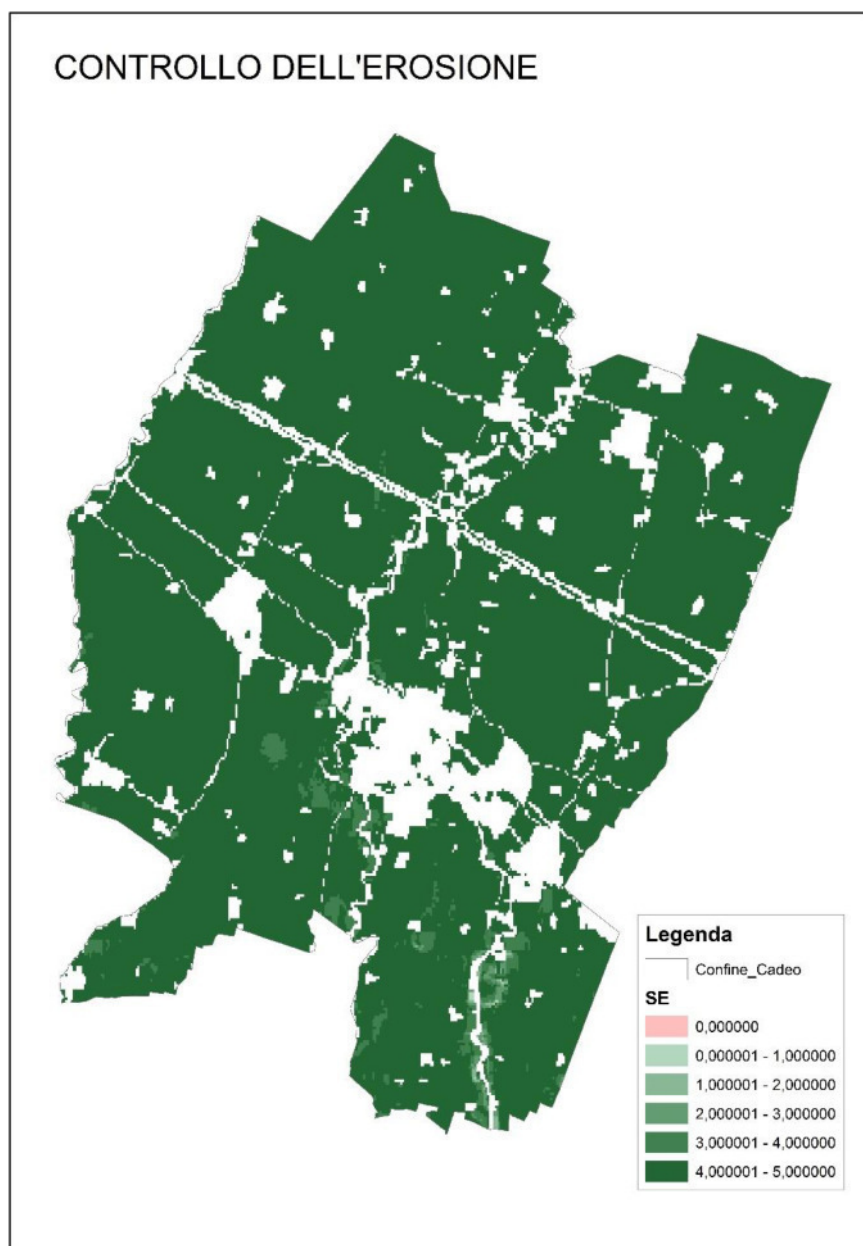 CONTROLLO DELL'EROSIONE
Legenda
Confine_Cadeo
SE
0,000000
0,000001 - 1,000000
1,000001 - 2,000000
2,000001 - 3,000000
3,000001 - 4,000000
4,000001 - 5,000000